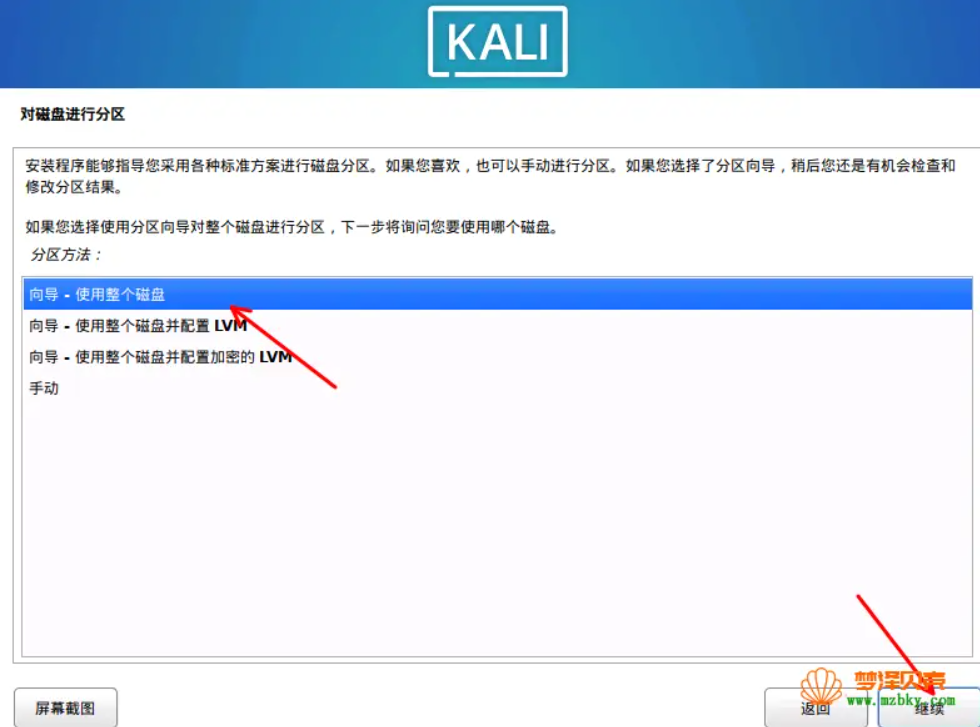 KALI
对磁盘进行分区
安装程序能够指导您采用各种标准方案进行磁盘分区。如果您喜欢，也可以手动进行分区。如果您选择了分区向导，稍后您还是有机会检查和
修改分区结果。
如果您选择使用分区向导对整个磁盘进行分区，下一步将询问您要使用哪个磁盘。
分区方法：
向导 - 使用整个磁盘
向导 - 使用整个磁盘并配置 LVM
向导 - 使用整个磁盘并配置加密的 LVM
手动
梦泽贝壳
www.mzbky.com
屏幕截图
返回
继续